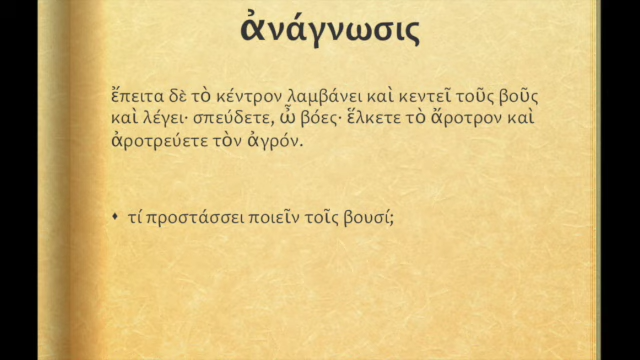 ἀνάγνωσις
ἔπειτα δὲ τὸ κέντρον λαμβάνει καὶ κεντεῖ τοῦς βοῦς
καὶ λέγει· σπεύδετε, ὦ βόες· ἕλκετε τὸ ἄροτρον καὶ
ἀροτρεύετε τὸν ἀγρόν.
• τί προστάσσει ποιεῖν τοῖς βουσί;